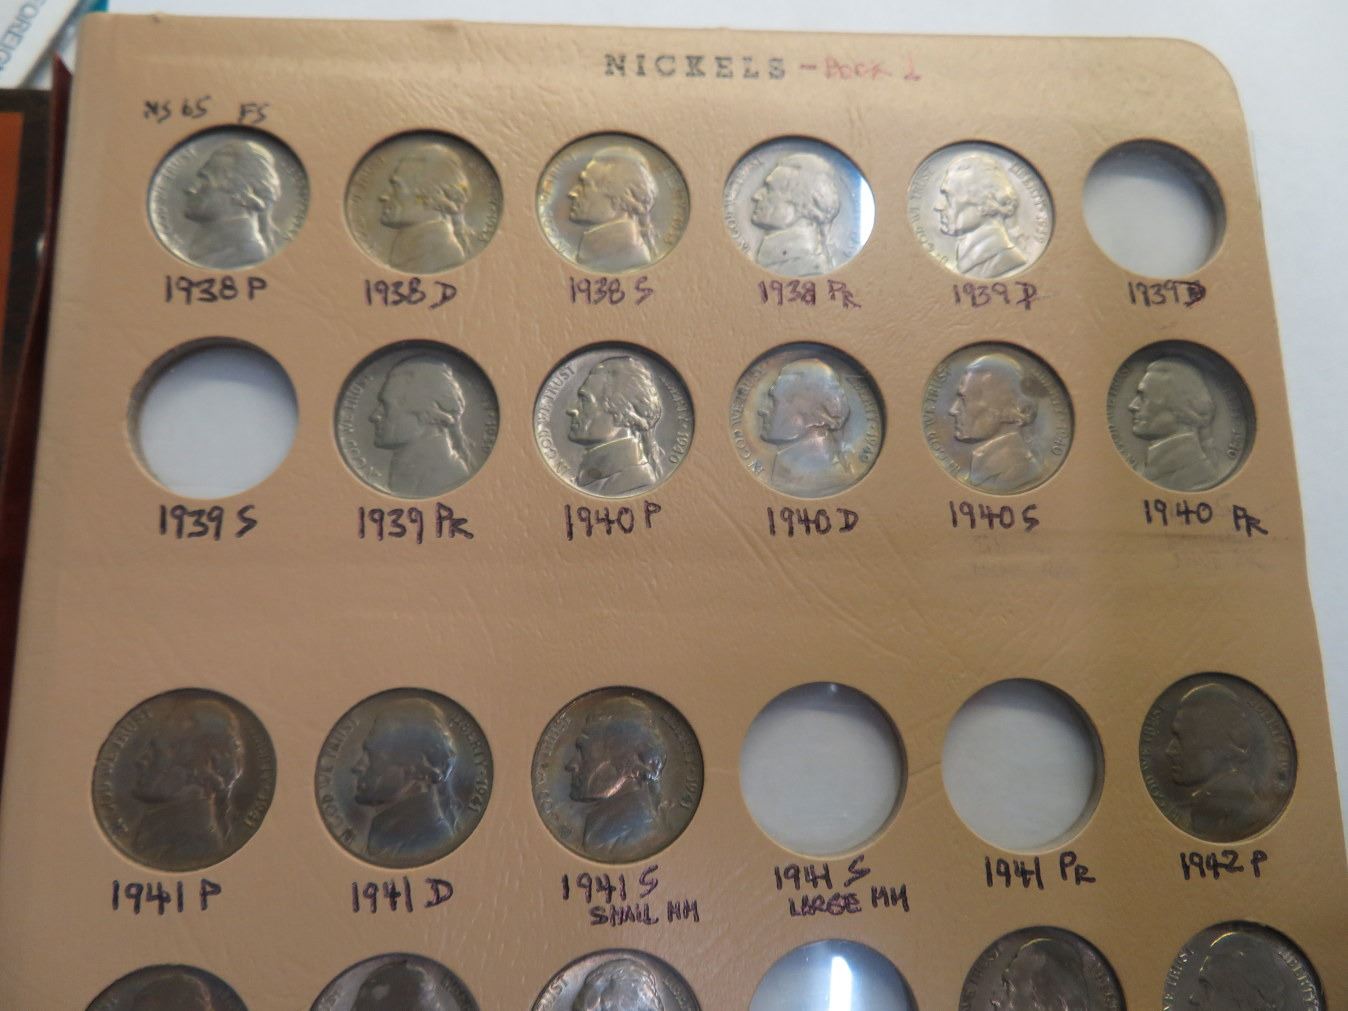 FOREIGN
NICKELS - BOOK 1
MS 65 FS
1938 P
1938 D
1938 S
1938 PR
1939 P
1939 D
1939 S
1939 PR
1940 P
1940 D
1940 S
1940 PR
1941 P
1941 D
1941 S
SMALL MM
1941 S
LARGE MM
1941 PR
1942 P